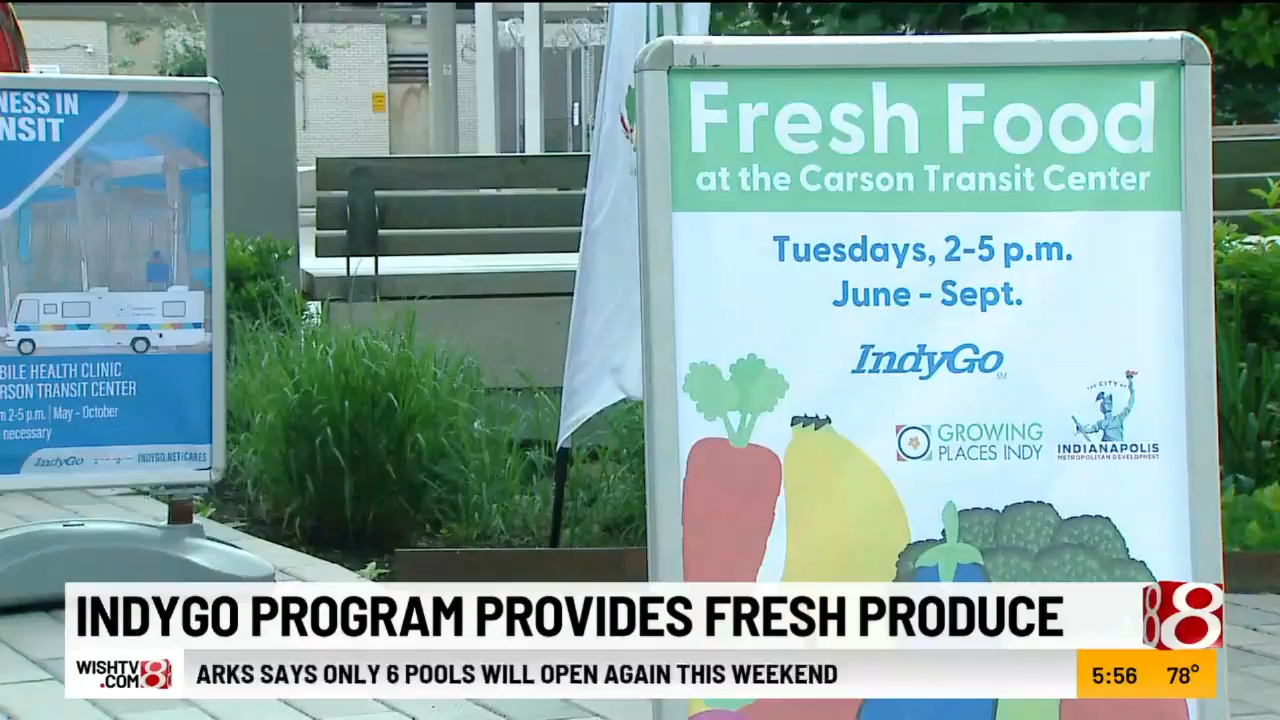 NESS IN
NSIT
BILE HEALTH CLINIC
RSON TRANSIT CENTER
m 2-5 p.m. | May - October
necessary
IndyGo
INDYGO.NET/CARES
Fresh Food
at the Carson Transit Center
Tuesdays, 2-5 p.m.
June - Sept.
IndyGo
SM
GROWING
PLACES INDY
THE CITY OF
INDIANAPOLIS
METROPOLITAN DEVELOPMENT
INDYGO PROGRAM PROVIDES FRESH PRODUCE
8
WISHTV
.COM 8
ARKS SAYS ONLY 6 POOLS WILL OPEN AGAIN THIS WEEKEND
5:56 78°